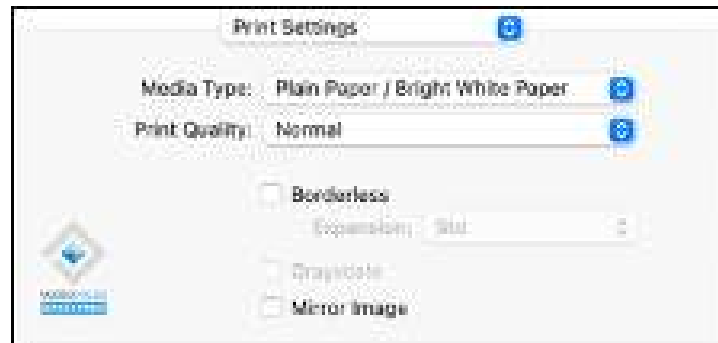 Print Settings
Media Type: Plain Paper / Bright White Paper
Print Quality: Normal
Borderless
Expansion: Std
Grayscale
Mirror Image